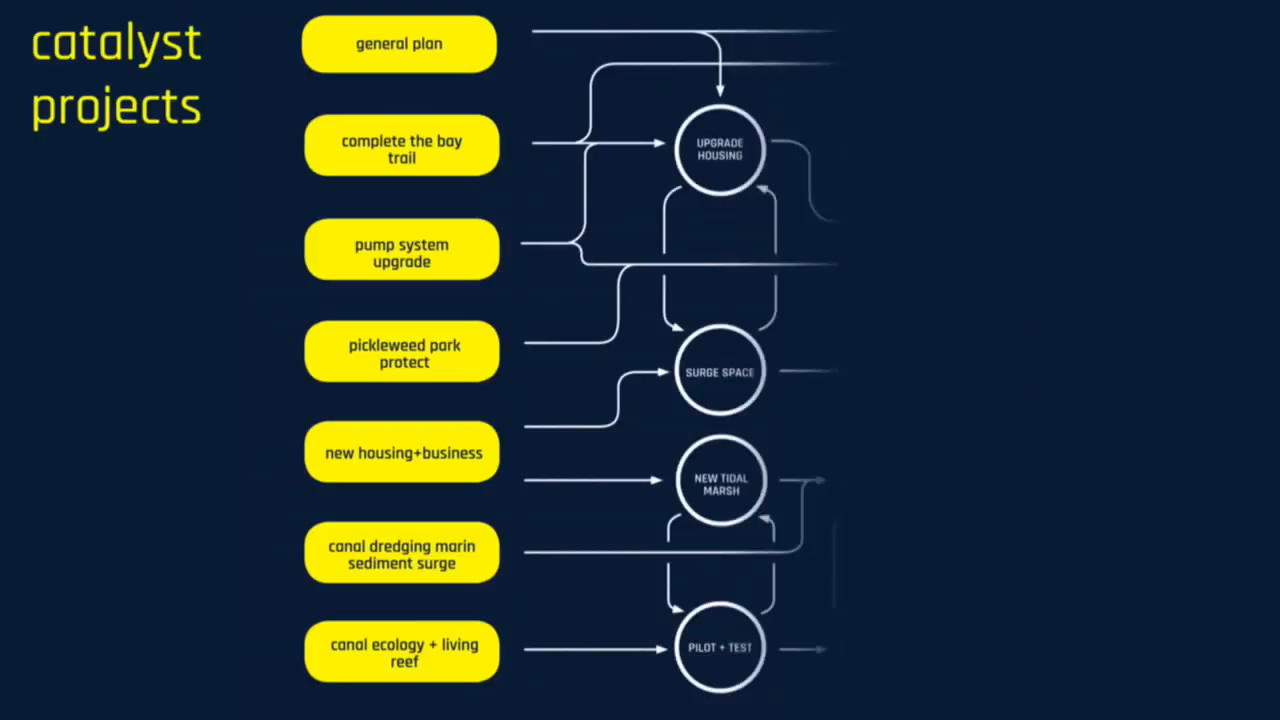 catalyst
projects
general plan
complete the bay
trail
pump system
upgrade
pickleweed park
protect
new housing+business
canal dredging marin
sediment surge
canal ecology + living
reef
UPGRADE
HOUSING
SURGE SPACE
NEW TIDAL
MARSH
PILOT + TEST